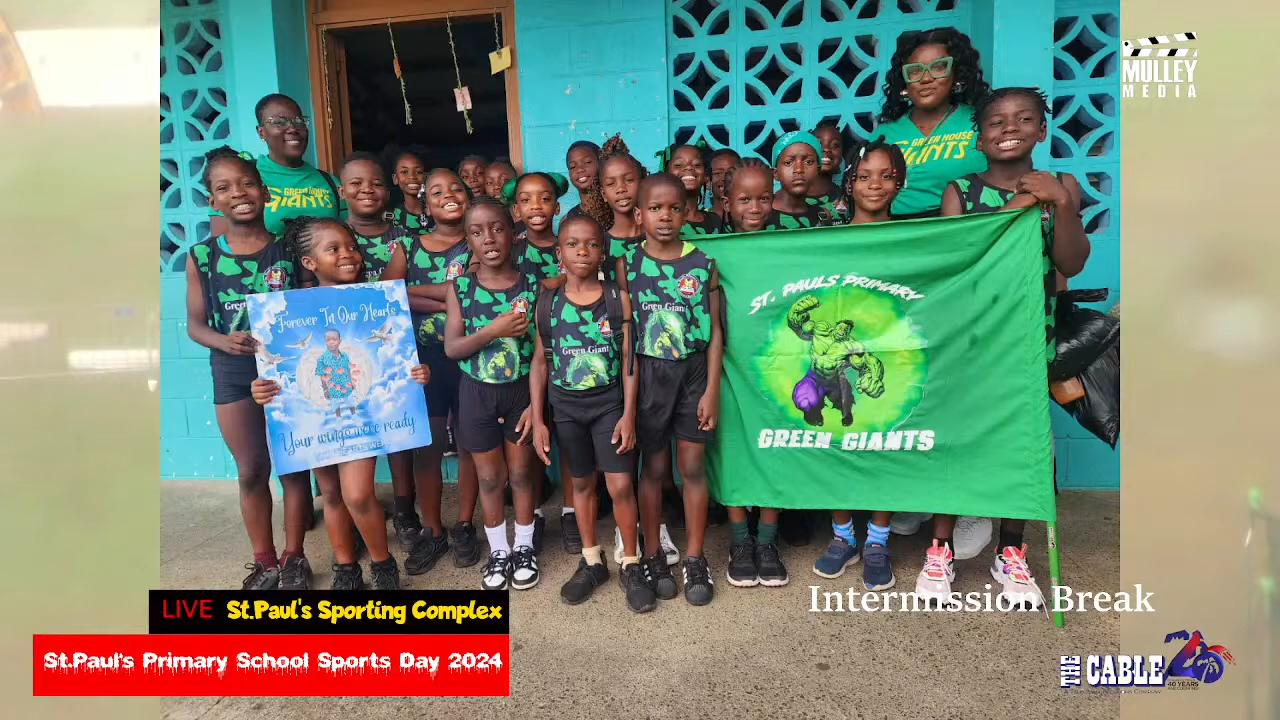 MULLEY
MEDIA
GREEN HOUSE
GIANTS
GREEN HOUSE
GIANTS
Green Giant
Green Giant
Forever In Our Hearts
Your wings were ready
ST. PAULS PRIMARY
GREEN GIANTS
Intermission Break
LIVE St.Paul's Sporting Complex
St.Paul's Primary School Sports Day 2024
THE CABLE
40 YEARS